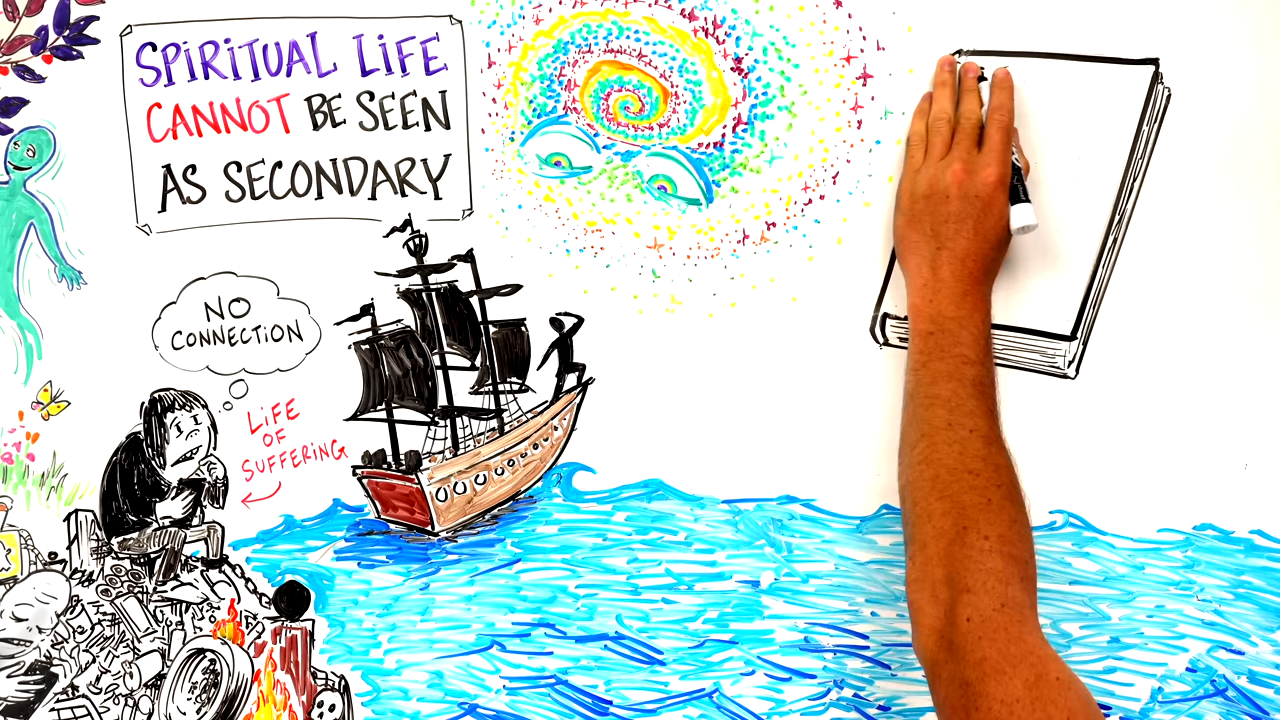 SPIRITUAL LIFE
CANNOT BE SEEN
AS SECONDARY
NO
CONNECTION
LIFE
OF
SUFFERING